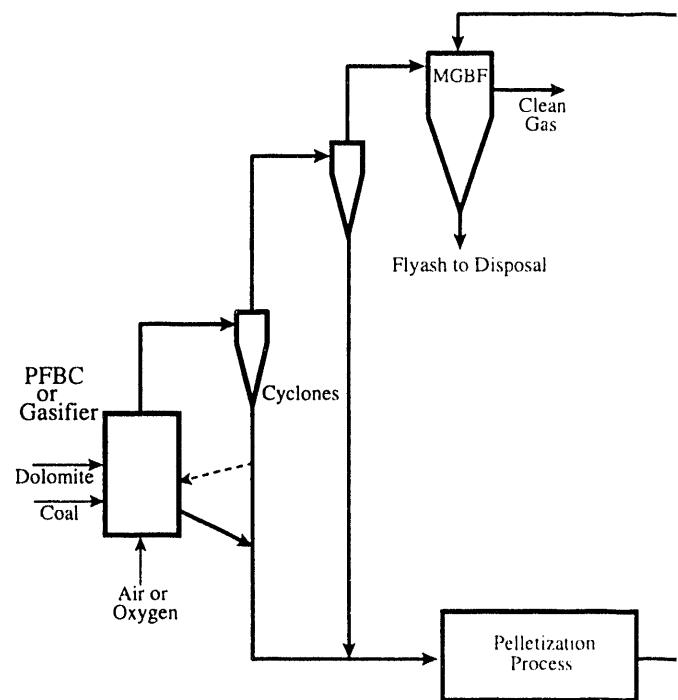 MGBF
Clean
Gas
Flyash to Disposal
PFBC
or
Gasifier
Cyclones
Dolomite
Coal
Air or
Oxygen
Pelletization
Process